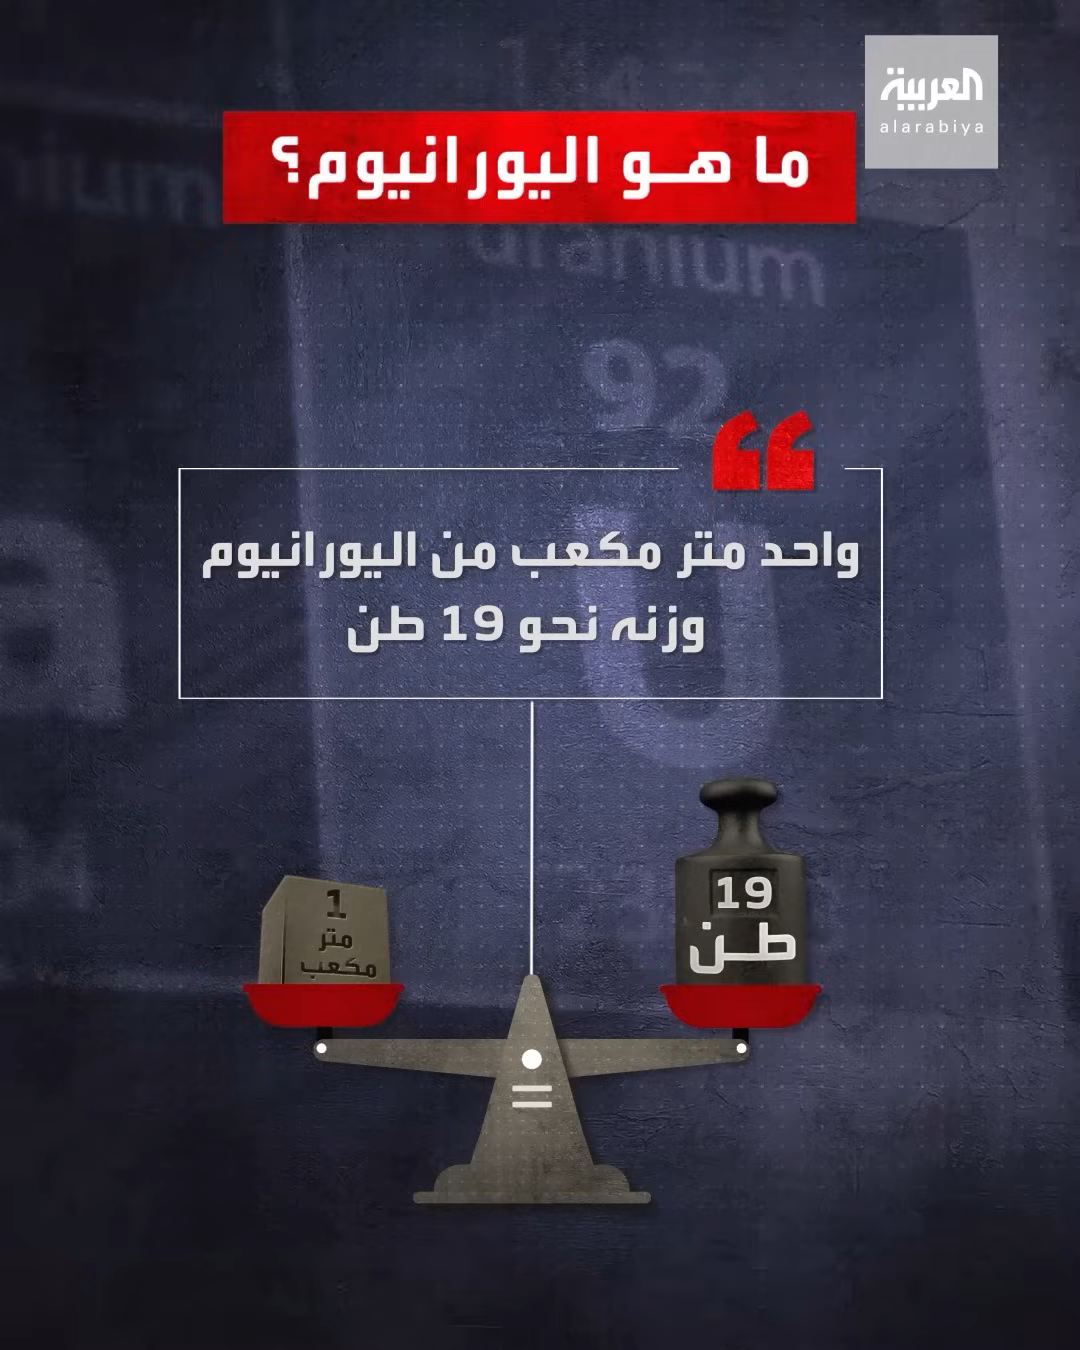 العربية
alarabiya
ما هو اليورانيوم؟
nium
uranium
92
U
a
واحد متر مكعب من اليورانيوم
وزنه نحو 19 طن
1
متر
مكعب
19
طن
=